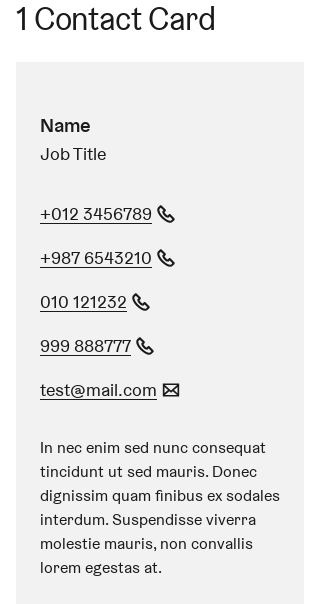 1 Contact Card
Name
Job Title
+012 3456789
+987 6543210
010 121232
999 888777
test@mail.com
In nec enim sed nunc consequat
tincidunt ut sed mauris. Donec
dignissim quam finibus ex sodales
interdum. Suspendisse viverra
molestie mauris, non convallis
lorem egestas at.